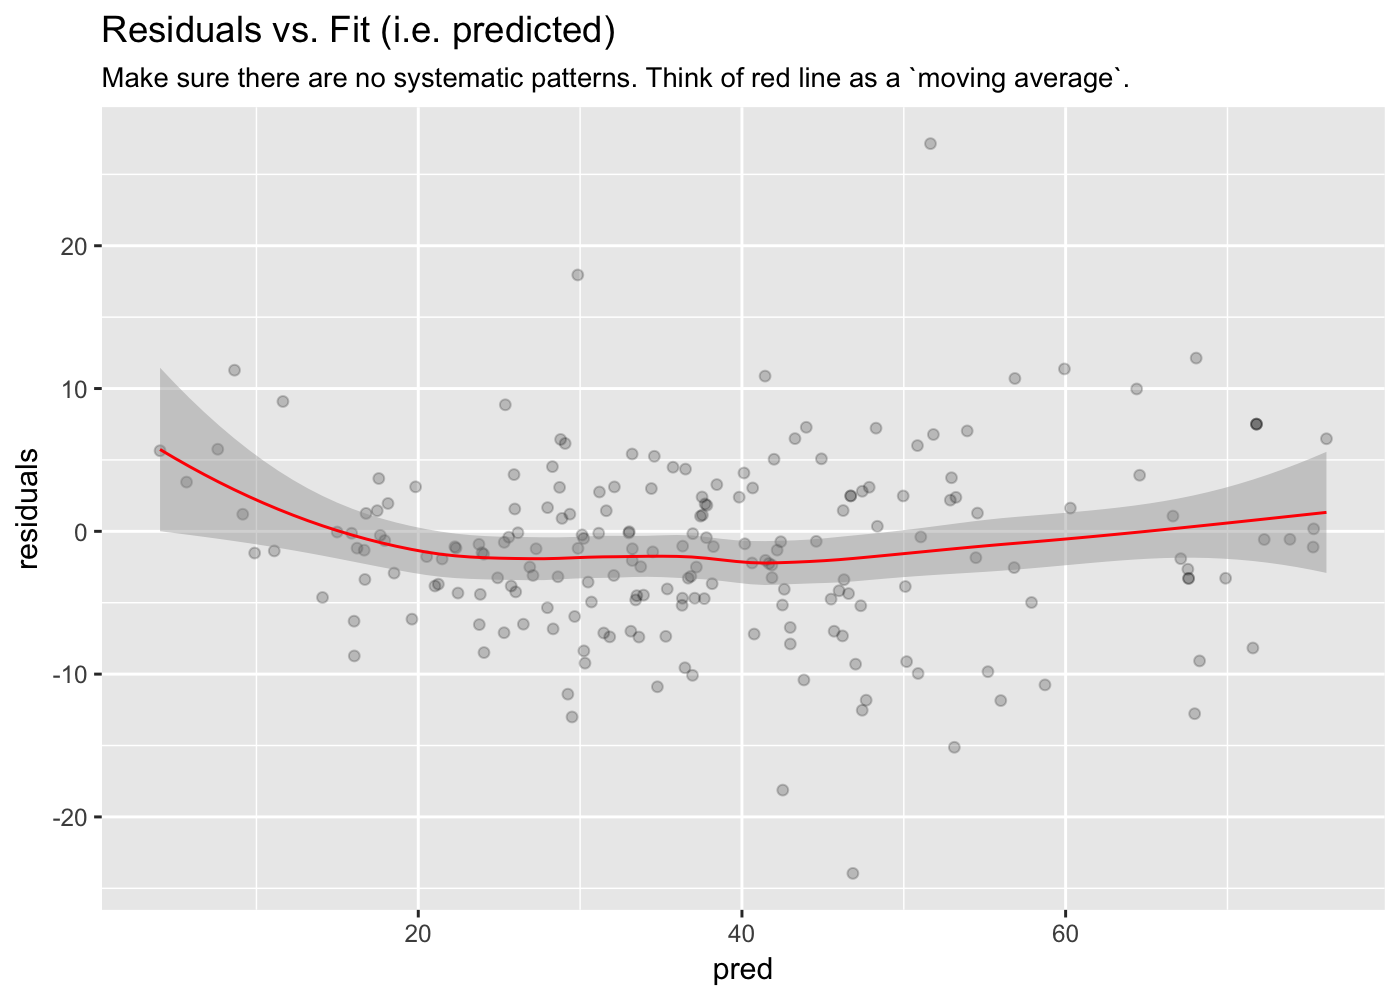 Residuals vs. Fit (i.e. predicted)
Make sure there are no systematic patterns. Think of red line as a `moving average`.
residuals
20
10
0
-10
-20
20
40
60
pred